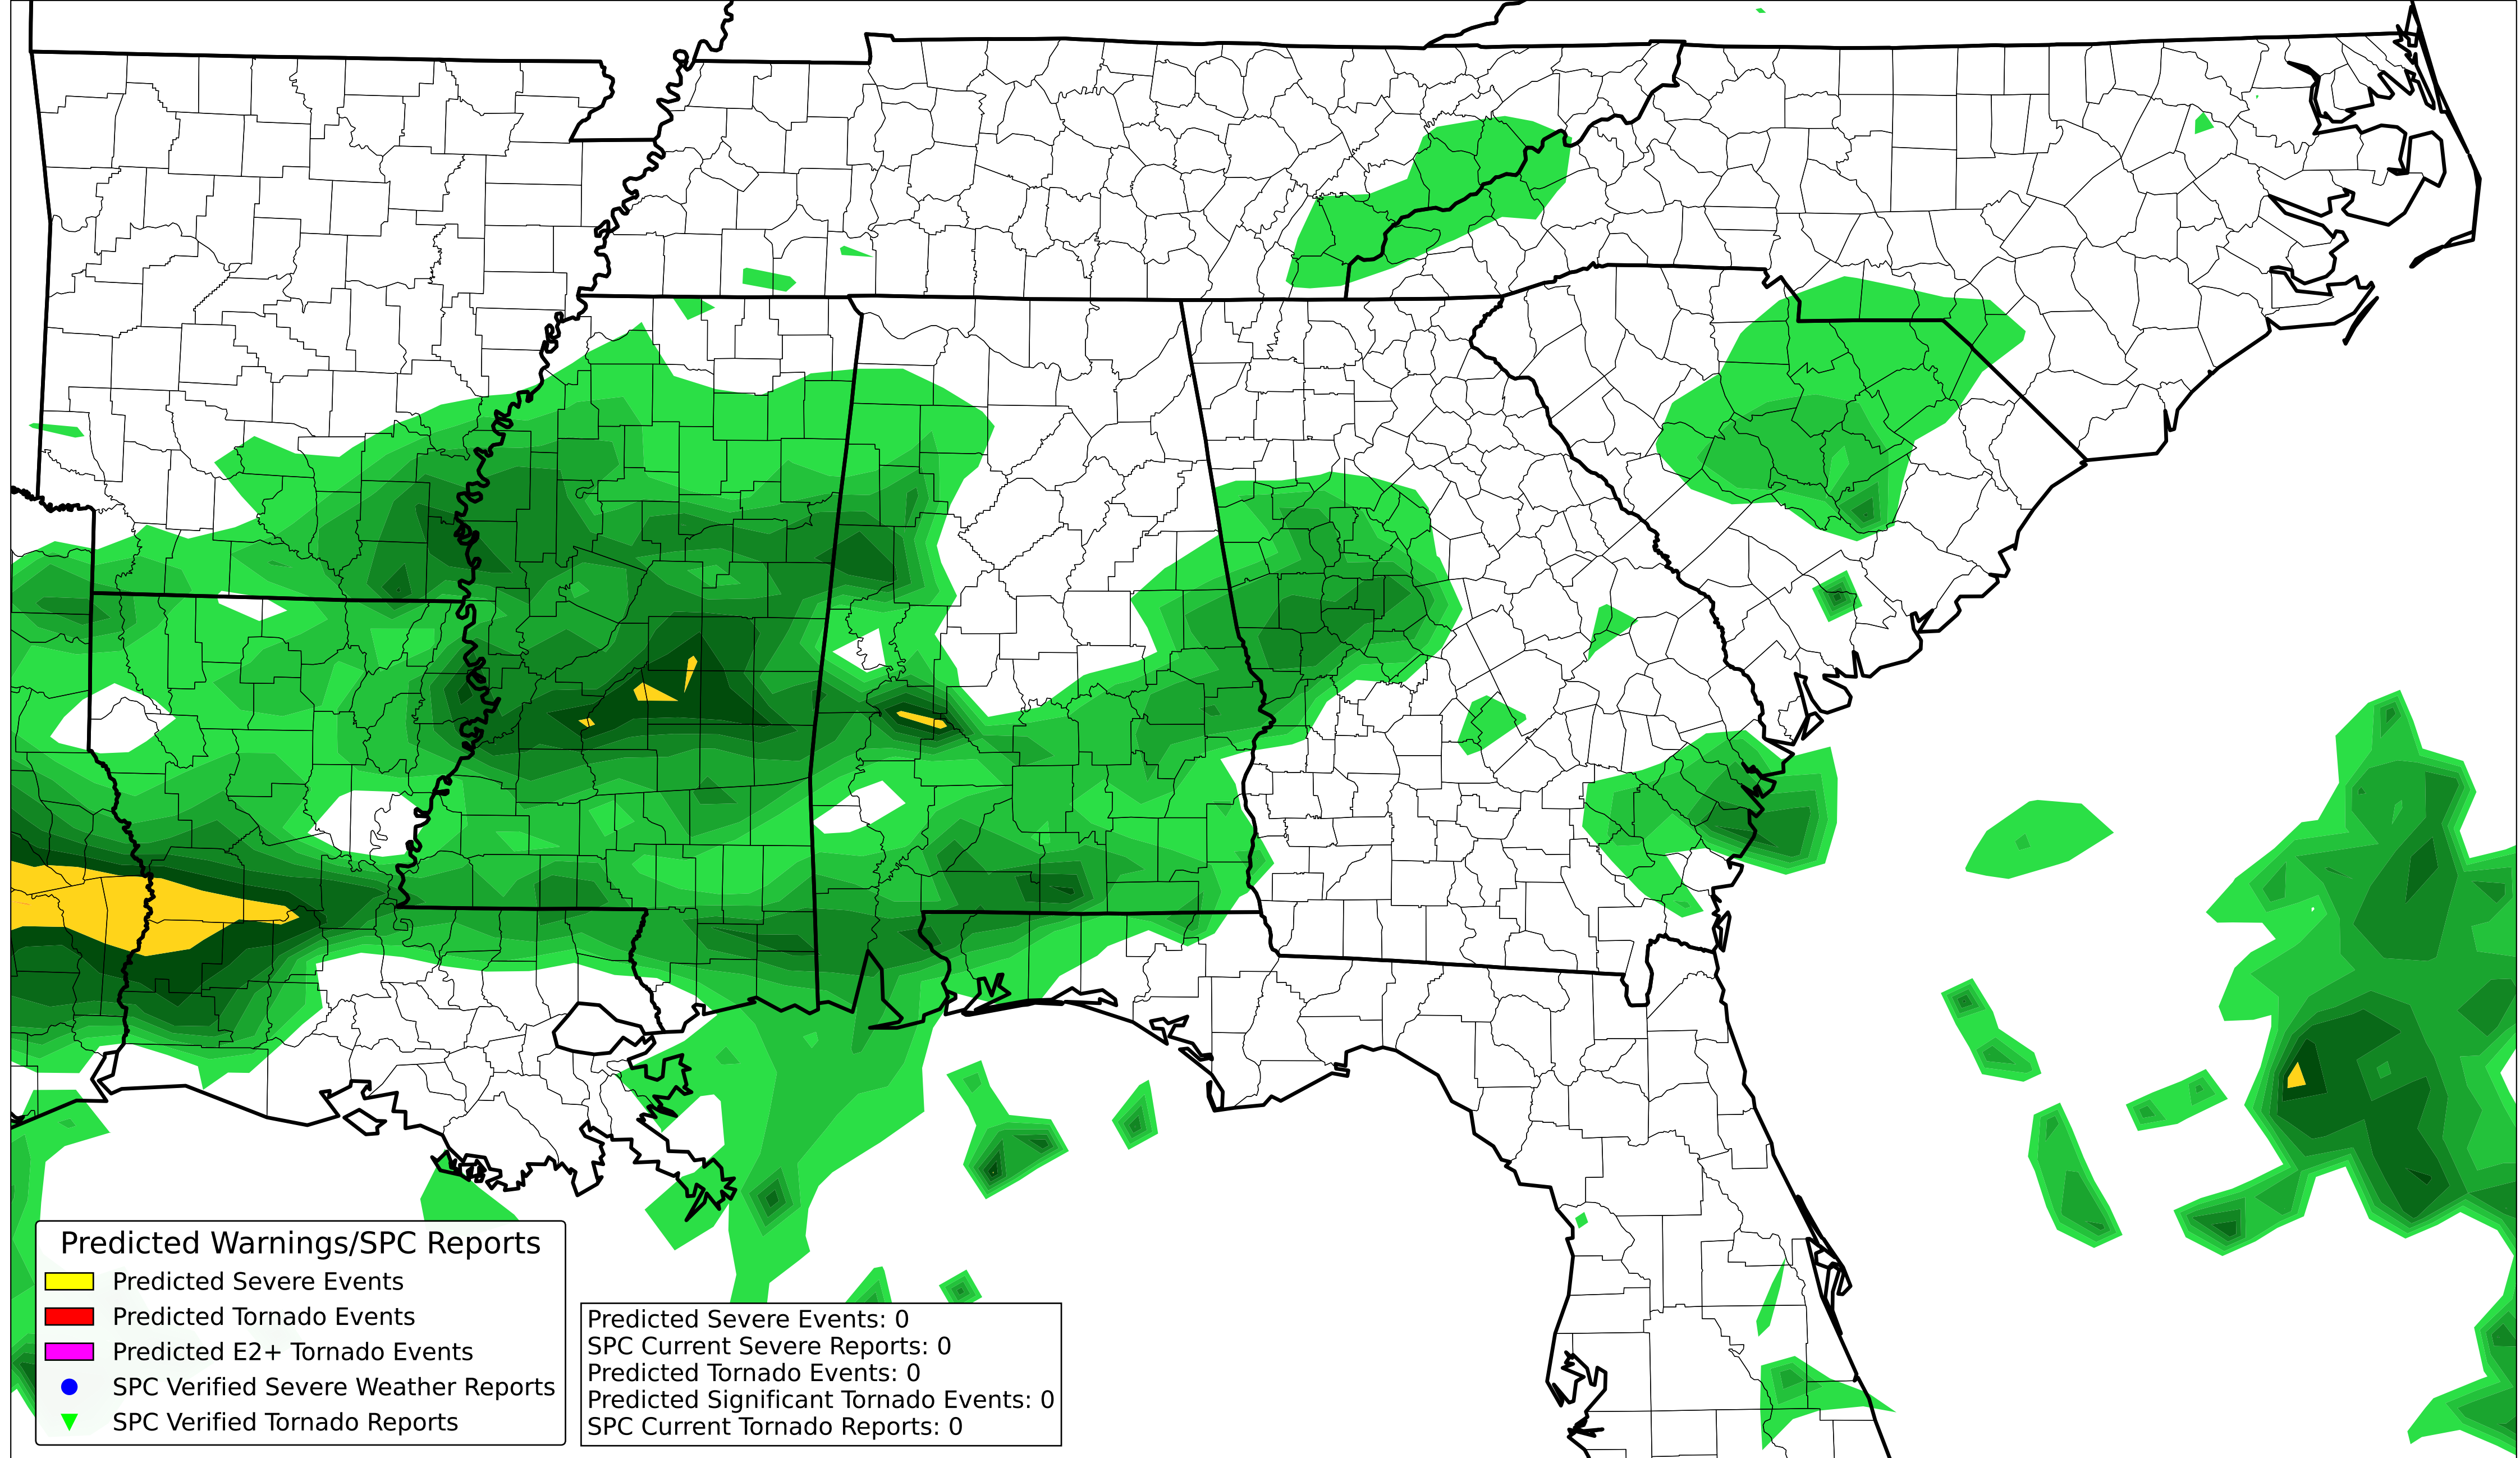 Predicted Warnings/SPC Reports
Predicted Severe Events
Predicted Tornado Events
Predicted E2+ Tornado Events
SPC Verified Severe Weather Reports
SPC Verified Tornado Reports
Predicted Severe Events: 0
SPC Current Severe Reports: 0
Predicted Tornado Events: 0
Predicted Significant Tornado Events: 0
SPC Current Tornado Reports: 0